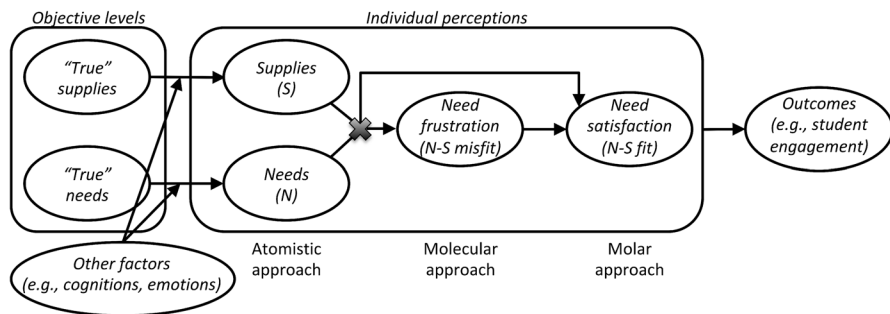 Objective levels
Individual perceptions
"True"
supplies
Supplies
(S)
Need
frustration
(N-S misfit)
Need
satisfaction
(N-S fit)
Outcomes
(e.g., student
engagement)
"True"
needs
Needs
(N)
Other factors
(e.g., cognitions, emotions)
Atomistic
approach
Molecular
approach
Molar
approach